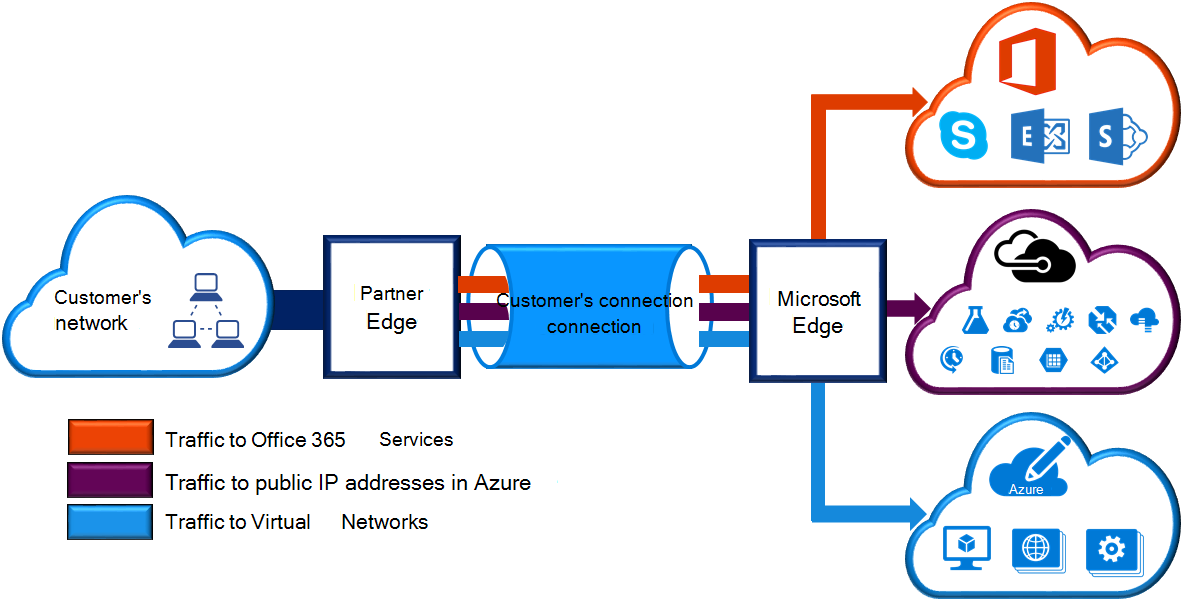 Customer's
network
Partner
Edge
Customer's connection
connection
Microsoft
Edge
S
E
S
Azure
Traffic to Office 365 Services
Traffic to public IP addresses in Azure
Traffic to Virtual Networks